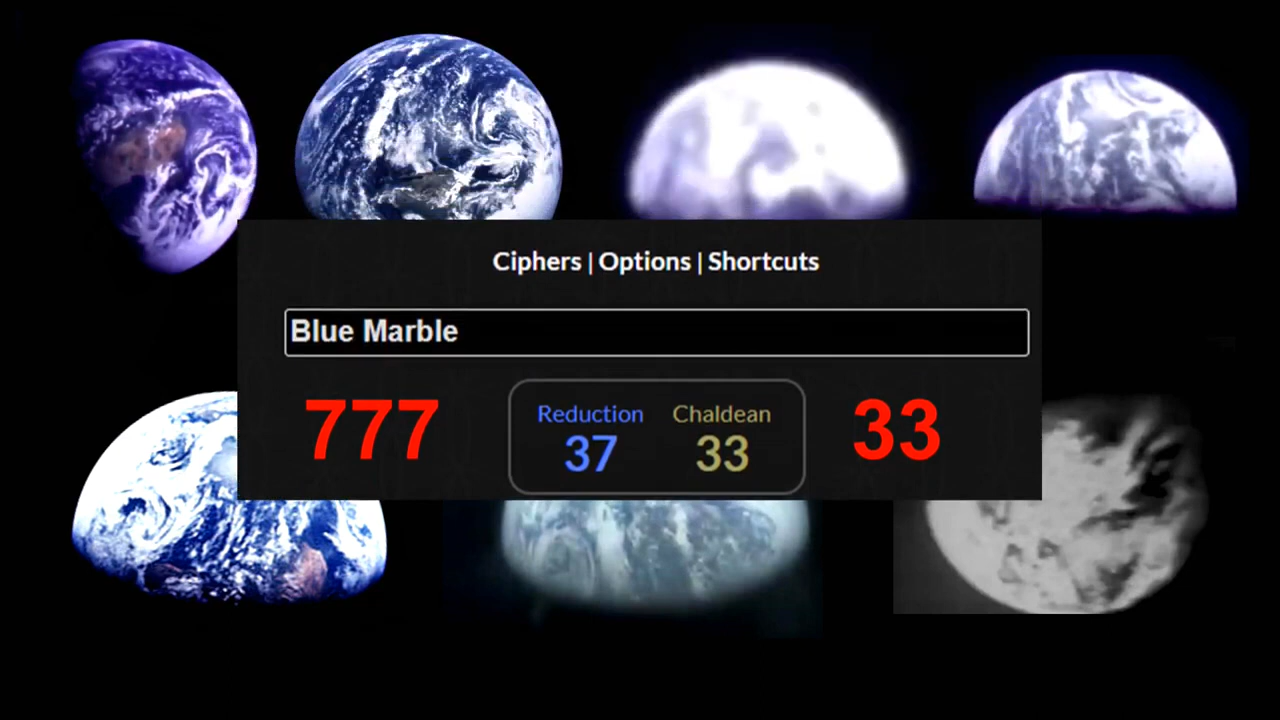 Ciphers | Options | Shortcuts
Blue Marble
777 Reduction Chaldean 33
37 33